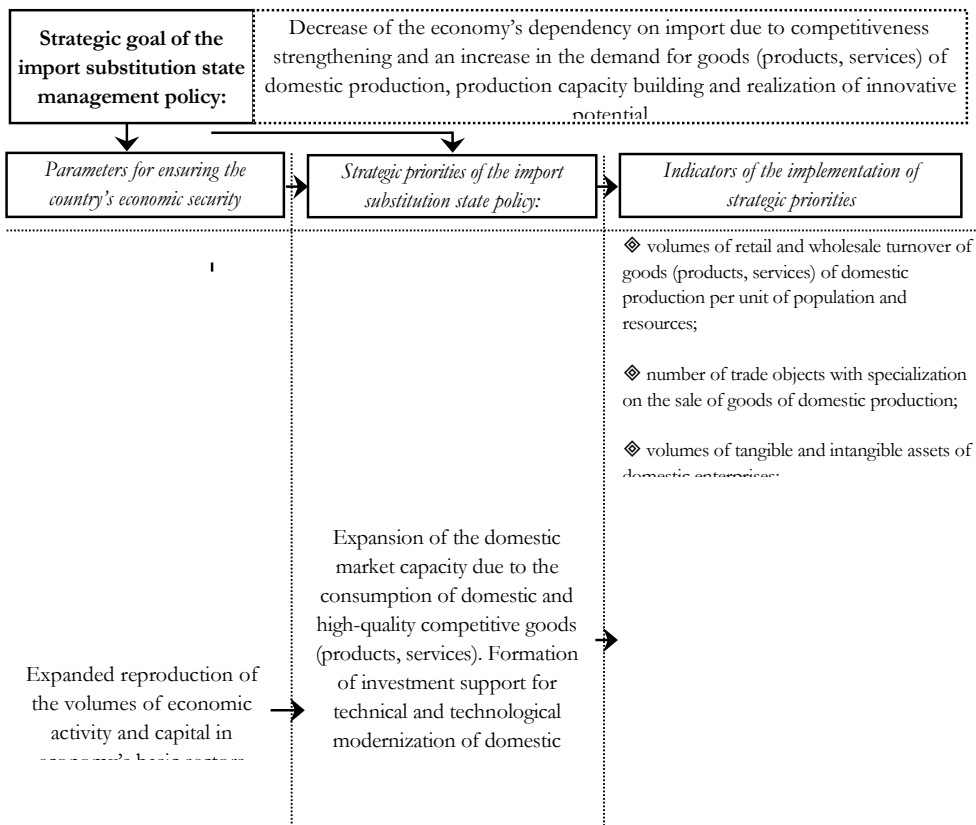 Strategic goal of the
import substitution state
management policy:
Decrease of the economy’s dependency on import due to competitiveness
strengthening and an increase in the demand for goods (products, services) of
domestic production, production capacity building and realization of innovative
potential
Parameters for ensuring the
country’s economic security
Strategic priorities of the import
substitution state policy:
Indicators of the implementation of
strategic priorities
volumes of retail and wholesale turnover of
goods (products, services) of domestic
production per unit of population and
resources;
number of trade objects with specialization
on the sale of goods of domestic production;
volumes of tangible and intangible assets of
domestic enterprises;
Expansion of the domestic
market capacity due to the
consumption of domestic and
high-quality competitive goods
(products, services). Formation
of investment support for
technical and technological
modernization of domestic
Expanded reproduction of
the volumes of economic
activity and capital in
economy’s basic sectors